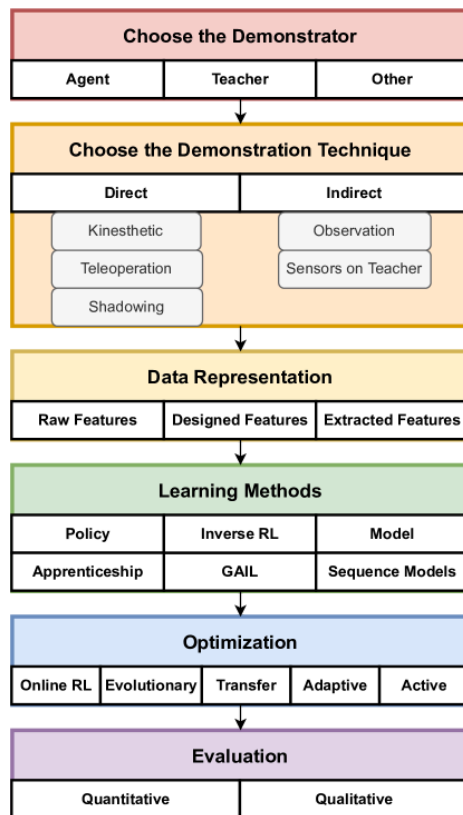 Choose the Demonstrator
Agent Teacher Other
Choose the Demonstration Technique
Direct Indirect
Kinesthetic Observation
Teleoperation Sensors on Teacher
Shadowing
Data Representation
Raw Features Designed Features Extracted Features
Learning Methods
Policy Inverse RL Model
Apprenticeship GAIL Sequence Models
Optimization
Online RL Evolutionary Transfer Adaptive Active
Evaluation
Quantitative Qualitative